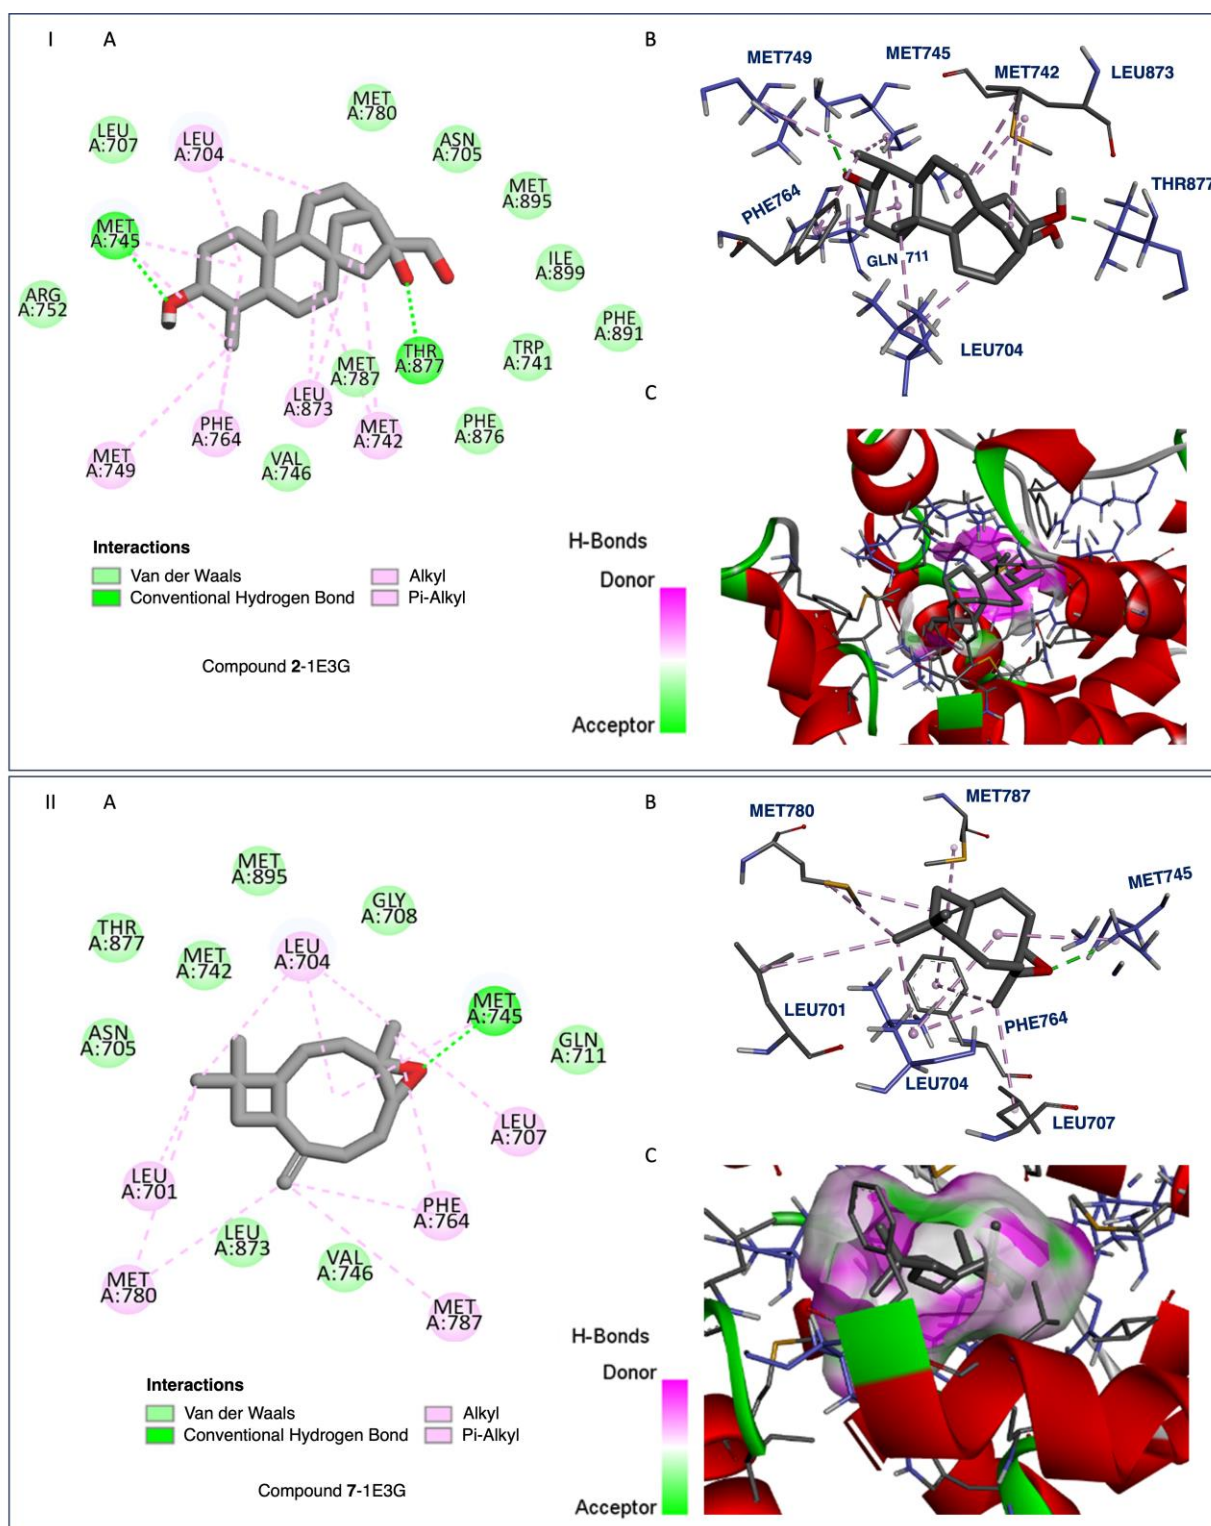 I A
LEU
A:707
LEU
A:704
MET
A:780
ASN
A:705
MET
A:895
MET
A:745
ILE
A:899
ARG
A:752
PHE
A:891
THR
A:877
TRP
A:741
MET
A:787
LEU
A:873
PHE
A:764
MET
A:742
PHE
A:876
MET
A:749
VAL
A:746
Interactions
Van der Waals
Conventional Hydrogen Bond
Alkyl
Pi-Alkyl
Compound 2-1E3G
B
MET749
MET745
MET742
LEU873
THR877
PHE764
GLN 711
LEU704
C
H-Bonds
Donor
Acceptor
II A
MET
A:895
GLY
A:708
THR
A:877
MET
A:742
LEU
A:704
MET
A:745
ASN
A:705
GLN
A:711
LEU
A:707
LEU
A:701
PHE
A:764
LEU
A:873
VAL
A:746
MET
A:780
MET
A:787
Interactions
Van der Waals
Conventional Hydrogen Bond
Alkyl
Pi-Alkyl
Compound 7-1E3G
B
MET787
MET780
MET745
LEU701
PHE764
LEU704
LEU707
C
H-Bonds
Donor
Acceptor